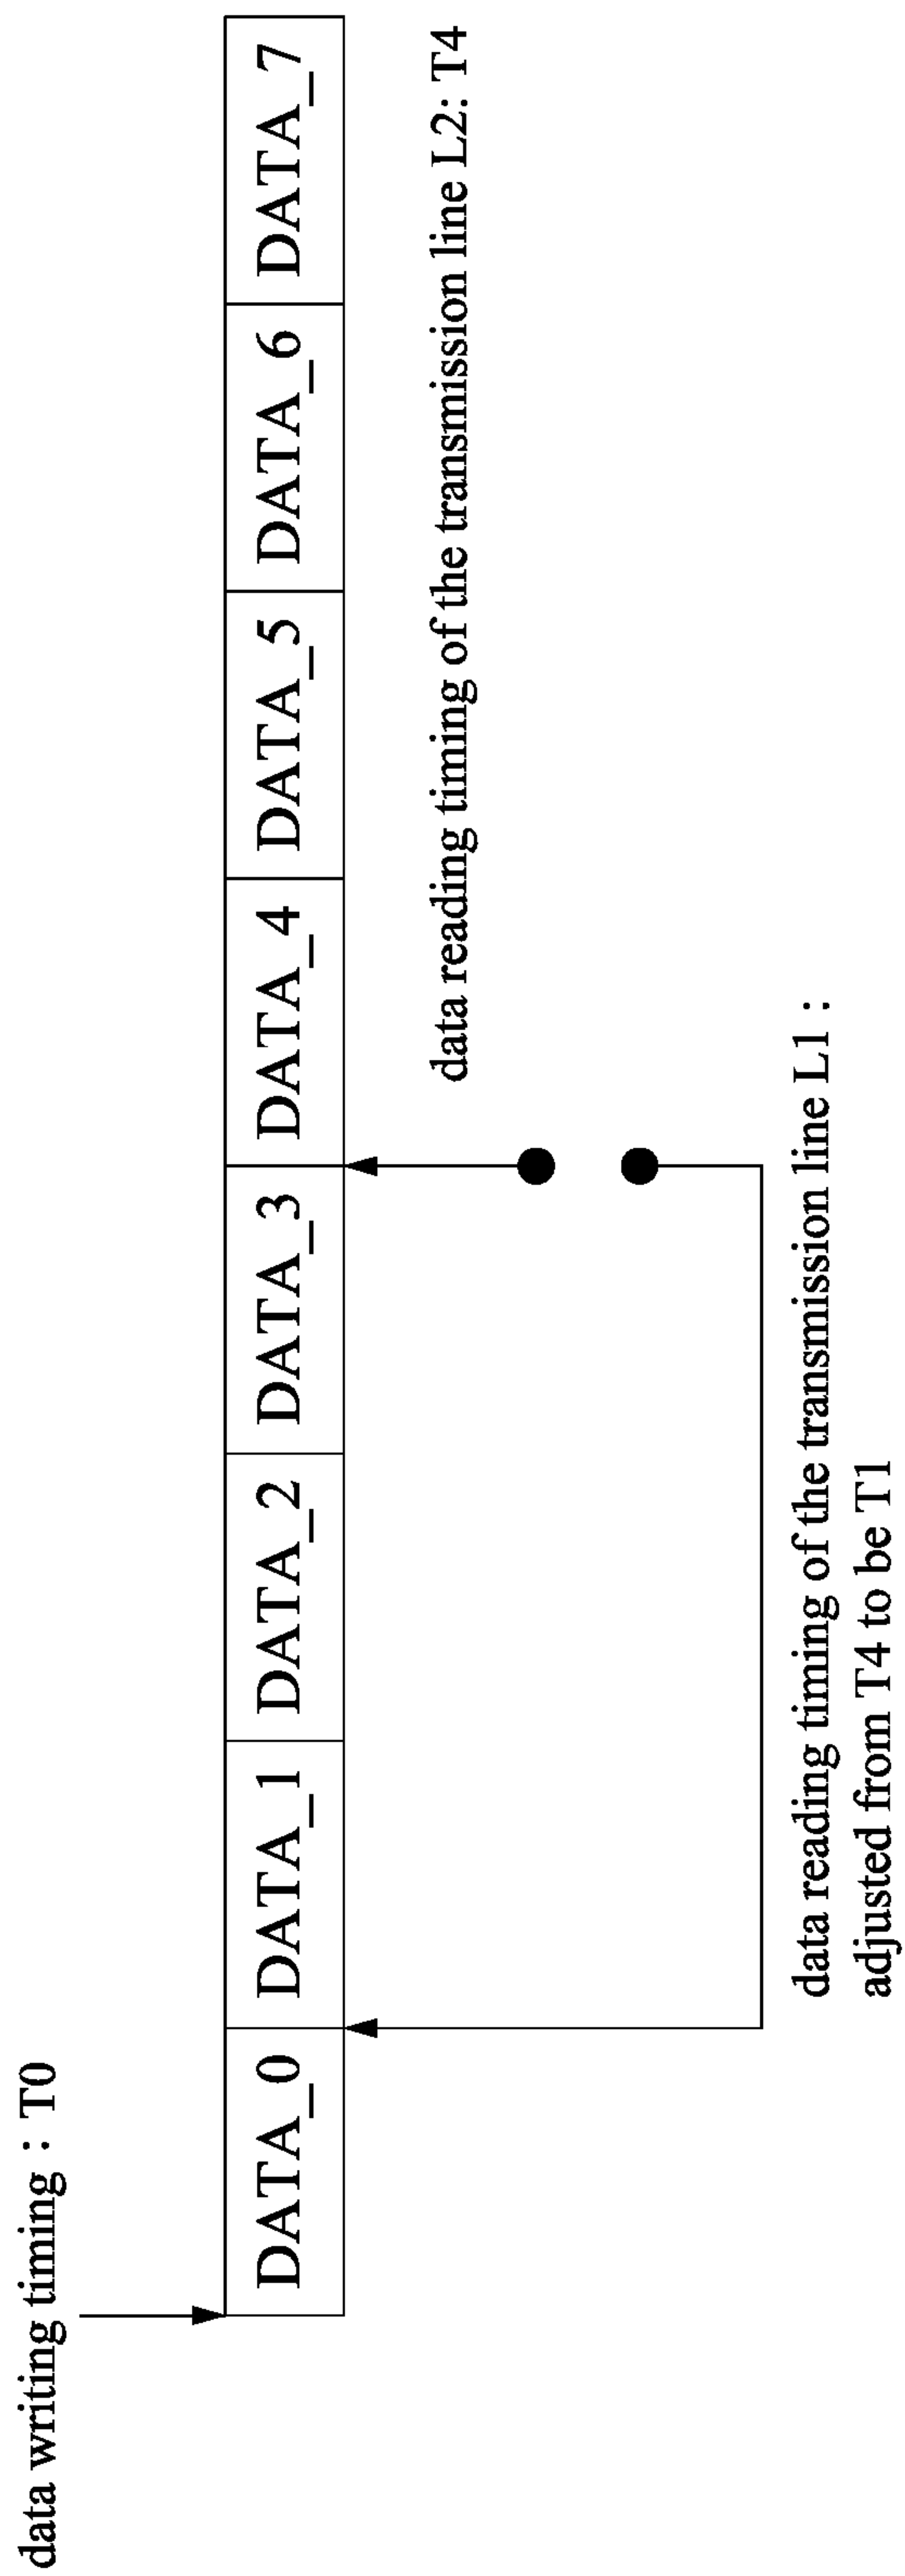 data writing timing : T0
DATA_0 DATA_1 DATA_2 DATA_3 DATA_4 DATA_5 DATA_6 DATA_7
data reading timing of the transmission line L2: T4
data reading timing of the transmission line L1 :
adjusted from T4 to be T1